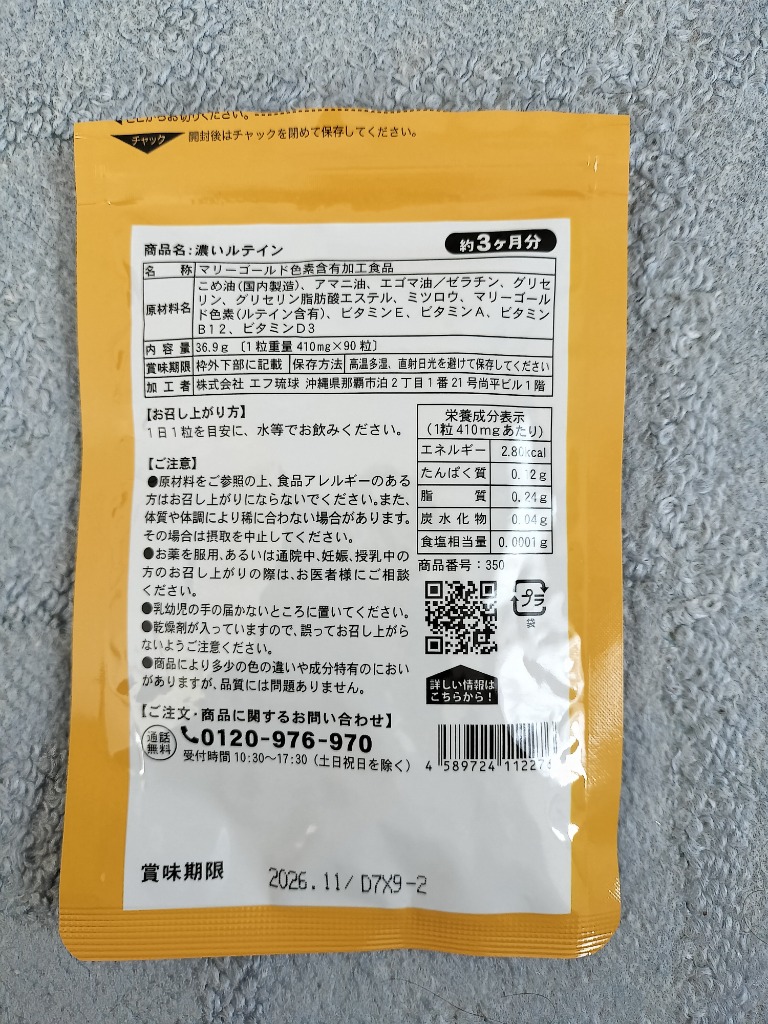 ここからお切りください。
チャック 開封後はチャックを閉めて保存してください。
商品名:濃いルテイン
約3ヶ月分
名 称 マリーゴールド色素含有加工食品
原材料名 こめ油(国内製造)、アマニ油、エゴマ油/ゼラチン、グリセ
リン、グリセリン脂肪酸エステル、ミツロウ、マリーゴール
ド色素(ルテイン含有)、ビタミンE、ビタミンA、ビタミン
B12、ビタミンD3
内容量 36.9g 〔1粒重量 410mg×90粒〕
賞味期限 枠外下部に記載 保存方法 高温多湿、直射日光を避けて保存してください
加工者 株式会社 エフ琉球 沖縄県那覇市泊2丁目1番21号尚平ビル1階
【お召し上がり方】
1日1粒を目安に、水等でお飲みください。
【ご注意】
●原材料をご参照の上、食品アレルギーのある
方はお召し上がりにならないでください。また、
体質や体調により稀に合わない場合があります。
その場合は摂取を中止してください。
●お薬を服用、あるいは通院中、妊娠、授乳中の
方のお召し上がりの際は、お医者様にご相談
ください。
●乳幼児の手の届かないところに置いてください。
●乾燥剤が入っていますので、誤ってお召し上がら
ないようご注意ください。
●商品により多少の色の違いや成分特有のにおい
がありますが、品質には問題ありません。
栄養成分表示
(1粒410mgあたり)
エネルギー 2.80kcal
たんぱく質 0.12g
脂 質 0.24g
炭水化物 0.04g
食塩相当量 0.0001g
商品番号:350
プラ
袋
詳しい情報は
こちらから!
【ご注文・商品に関するお問い合わせ】
通話
無料
0120-976-970
受付時間 10:30~17:30(土日祝日を除く)
4 589724 11227
賞味期限 2026.11/D7X9-2